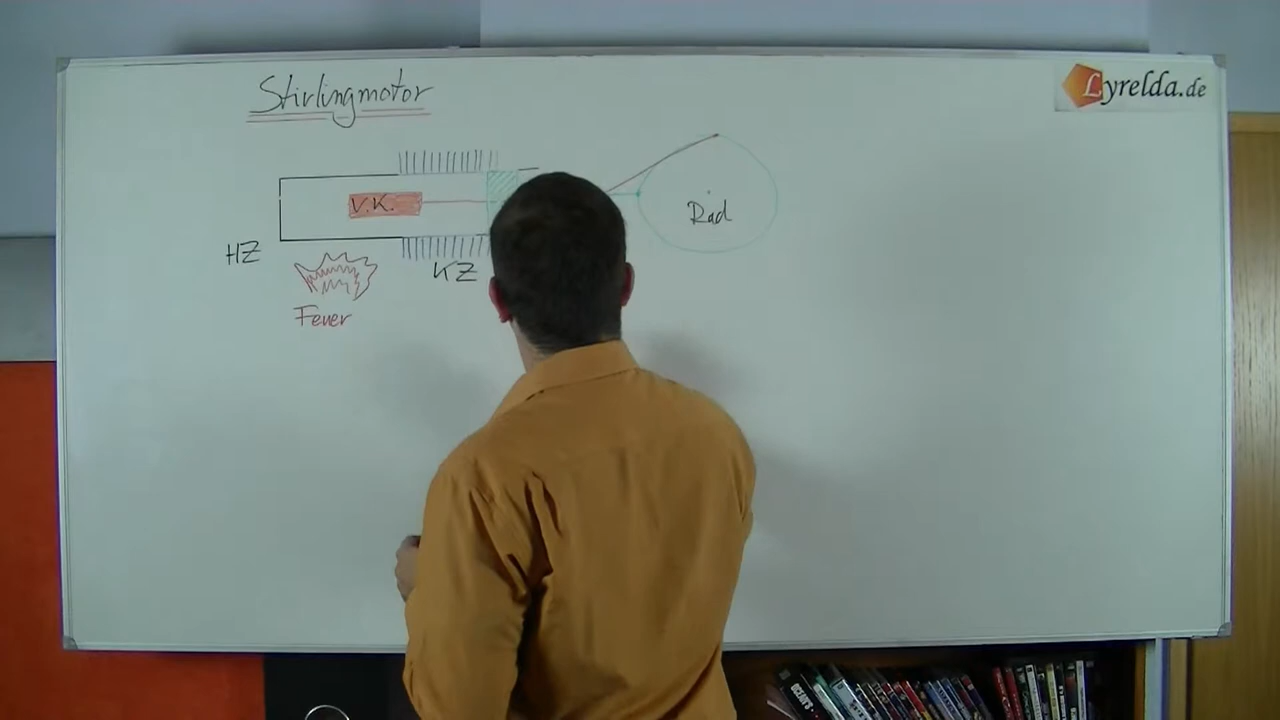 Stirlingmotor
Lyrelda.de
V.K.
Rad
HZ
KZ
Feuer